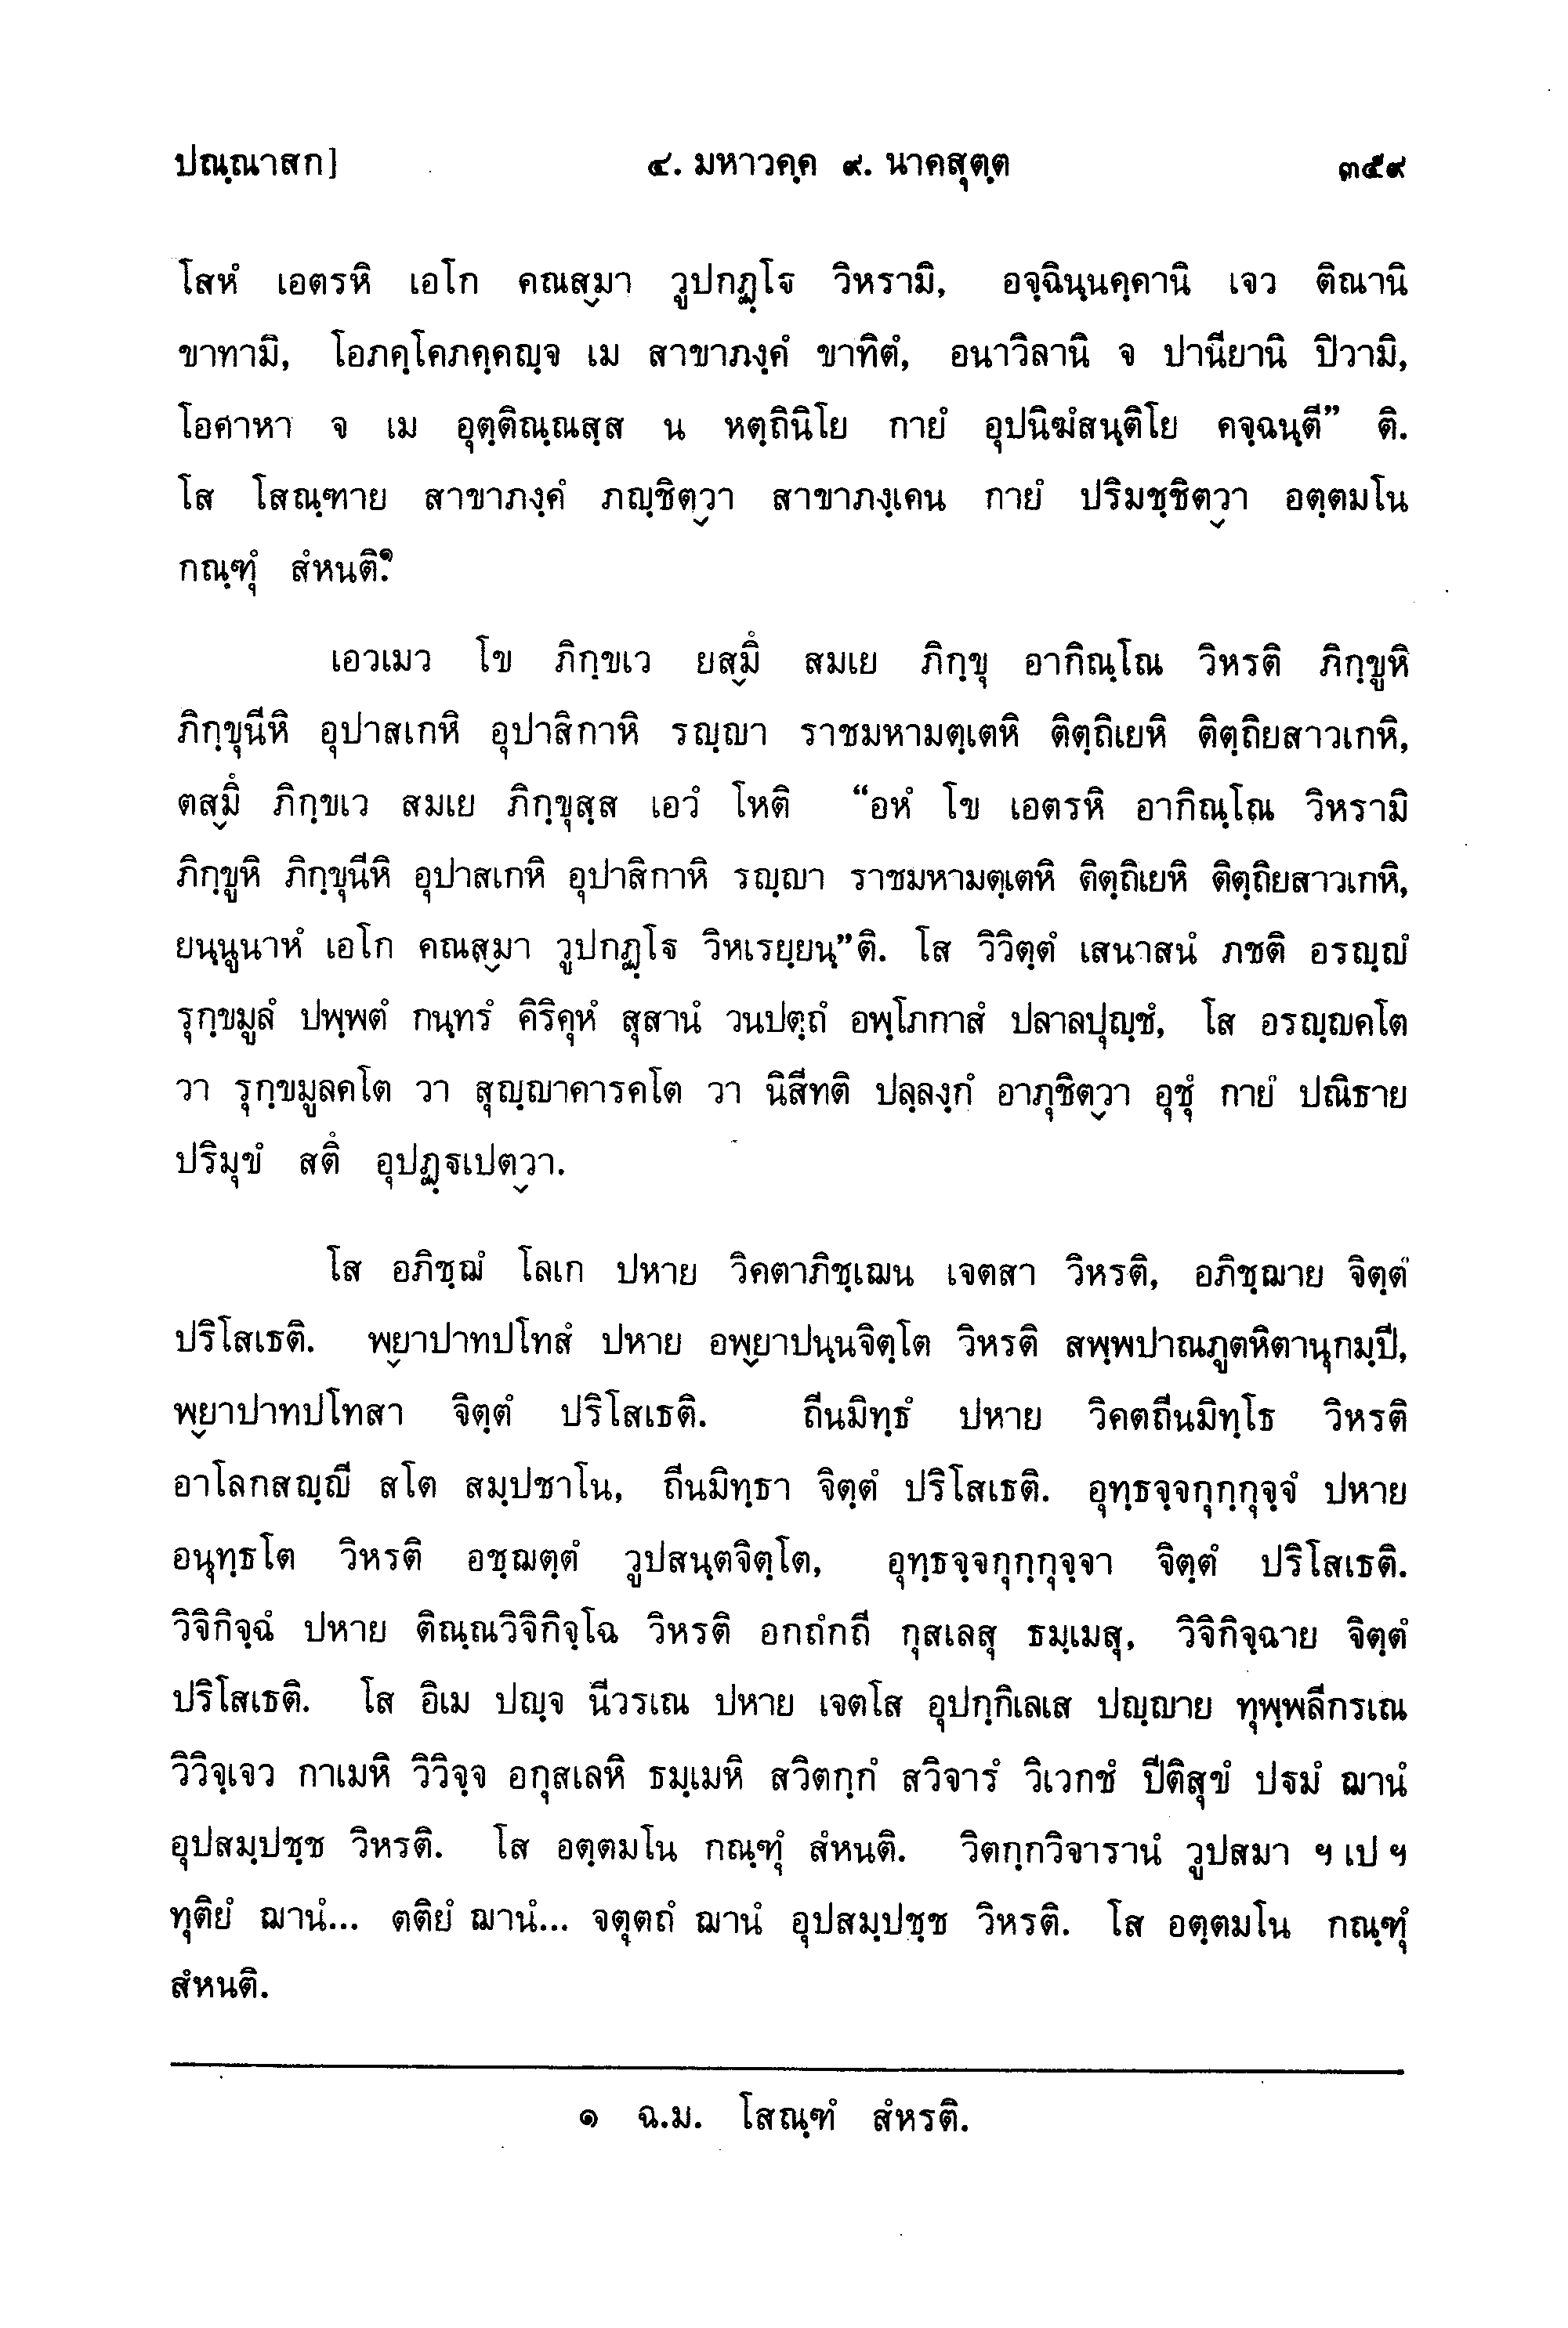 ปณฺณาสก] ๔. มหาวคฺค ๙. นาคสุตฺต ๓๕๙
โสหํ เอตรหิ เอโก คณสฺมา วูปกฏฺโฐ วิหรามิ, อจฺฉินฺนคฺคานิ เจว ติณานิ
ขาทามิ, โอภคฺโคภคฺคญฺจ เม สาขาภงฺคํ ขาทิตํ, อนาวิลานิ จ ปานียานิ ปิวามิ,
โอคาหา จ เม อุตฺติณฺณสฺส น หตฺถินิโย กายํ อุปนิฆํสนฺติโย คจฺฉนฺตี” ติ.
โส โสณฺฑาย สาขาภงฺคํ ภญฺชิตฺวา สาขาภงฺเคน กายํ ปริมชฺชิตฺวา อตฺตมโน
กณฺฑุํ สํหนติ.๑
เอวเมว โข ภิกฺขเว ยสฺมึ สมเย ภิกฺขุ อากิณฺโณ วิหรติ ภิกฺขูหิ
ภิกฺขุนีหิ อุปาสเกหิ อุปาสิกาหิ รญฺญา ราชมหามตฺเตหิ ติตฺถิเยหิ ติตฺถิยสาวเกหิ,
ตสฺมึ ภิกฺขเว สมเย ภิกฺขุสฺส เอวํ โหติ “อหํ โข เอตรหิ อากิณฺโณ วิหรามิ
ภิกฺขูหิ ภิกฺขุนีหิ อุปาสเกหิ อุปาสิกาหิ รญฺญา ราชมหามตฺเตหิ ติตฺถิเยหิ ติตฺถิยสาวเกหิ,
ยนฺนูนาหํ เอโก คณสฺมา วูปกฏฺโฐ วิหเรยฺยนฺ”ติ. โส วิวิตฺตํ เสนาสนํ ภชติ อรญฺญํ
รุกฺขมูลํ ปพฺพตํ กนฺทรํ คิริคุหํ สุสานํ วนปตฺถํ อพฺโภกาสํ ปลาลปุญฺชํ, โส อรญฺญคโต
วา รุกฺขมูลคโต วา สุญฺญาคารคโต วา นิสีทติ ปลฺลงฺกํ อาภุชิตฺวา อุชุํ กายํ ปณิธาย
ปริมุขํ สตึ อุปฏฺฐเปตฺวา.
โส อภิชฺฌํ โลเก ปหาย วิคตาภิชฺเฌน เจตสา วิหรติ, อภิชฺฌาย จิตฺตํ
ปริโสเธติ. พฺยาปาทปโทสํ ปหาย อพฺยาปนฺนจิตฺโต วิหรติ สพฺพปาณภูตหิตานุกมฺปี,
พฺยาปาทปโทสา จิตฺตํ ปริโสเธติ. ถีนมิทฺธํ ปหาย วิคตถีนมิทฺโธ วิหรติ
อาโลกสญฺญี สโต สมฺปชาโน, ถีนมิทฺธา จิตฺตํ ปริโสเธติ. อุทฺธจฺจกุกฺกุจฺจํ ปหาย
อนุทฺธโต วิหรติ อชฺฌตฺตํ วูปสนฺตจิตฺโต, อุทฺธจฺจกุกฺกุจฺจา จิตฺตํ ปริโสเธติ.
วิจิกิจฺฉํ ปหาย ติณฺณวิจิกิจฺโฉ วิหรติ อกถํกถี กุสเลสุ ธมฺเมสุ, วิจิกิจฺฉาย จิตฺตํ
ปริโสเธติ. โส อิเม ปญฺจ นีวรเณ ปหาย เจตโส อุปกฺกิเลเส ปญฺญาย ทุพฺพลีกรเณ
วิวิจฺเจว กาเมหิ วิวิจฺจ อกุสเลหิ ธมฺเมหิ สวิตกฺกํ สวิจารํ วิเวกชํ ปีติสุขํ ปฐมํ ฌานํ
อุปสมฺปชฺช วิหรติ. โส อตฺตมโน กณฺฑุํ สํหนติ. วิตกฺกวิจารานํ วูปสมา ฯ เป ฯ
ทุติยํ ฌานํ... ตติยํ ฌานํ... จตุตถํ ฌานํ อุปสมฺปชฺช วิหรติ. โส อตฺตมโน กณฺฑุํ
สํหนติ.
๑ ฉ.ม. โสณฺฑํ สํหรติ.